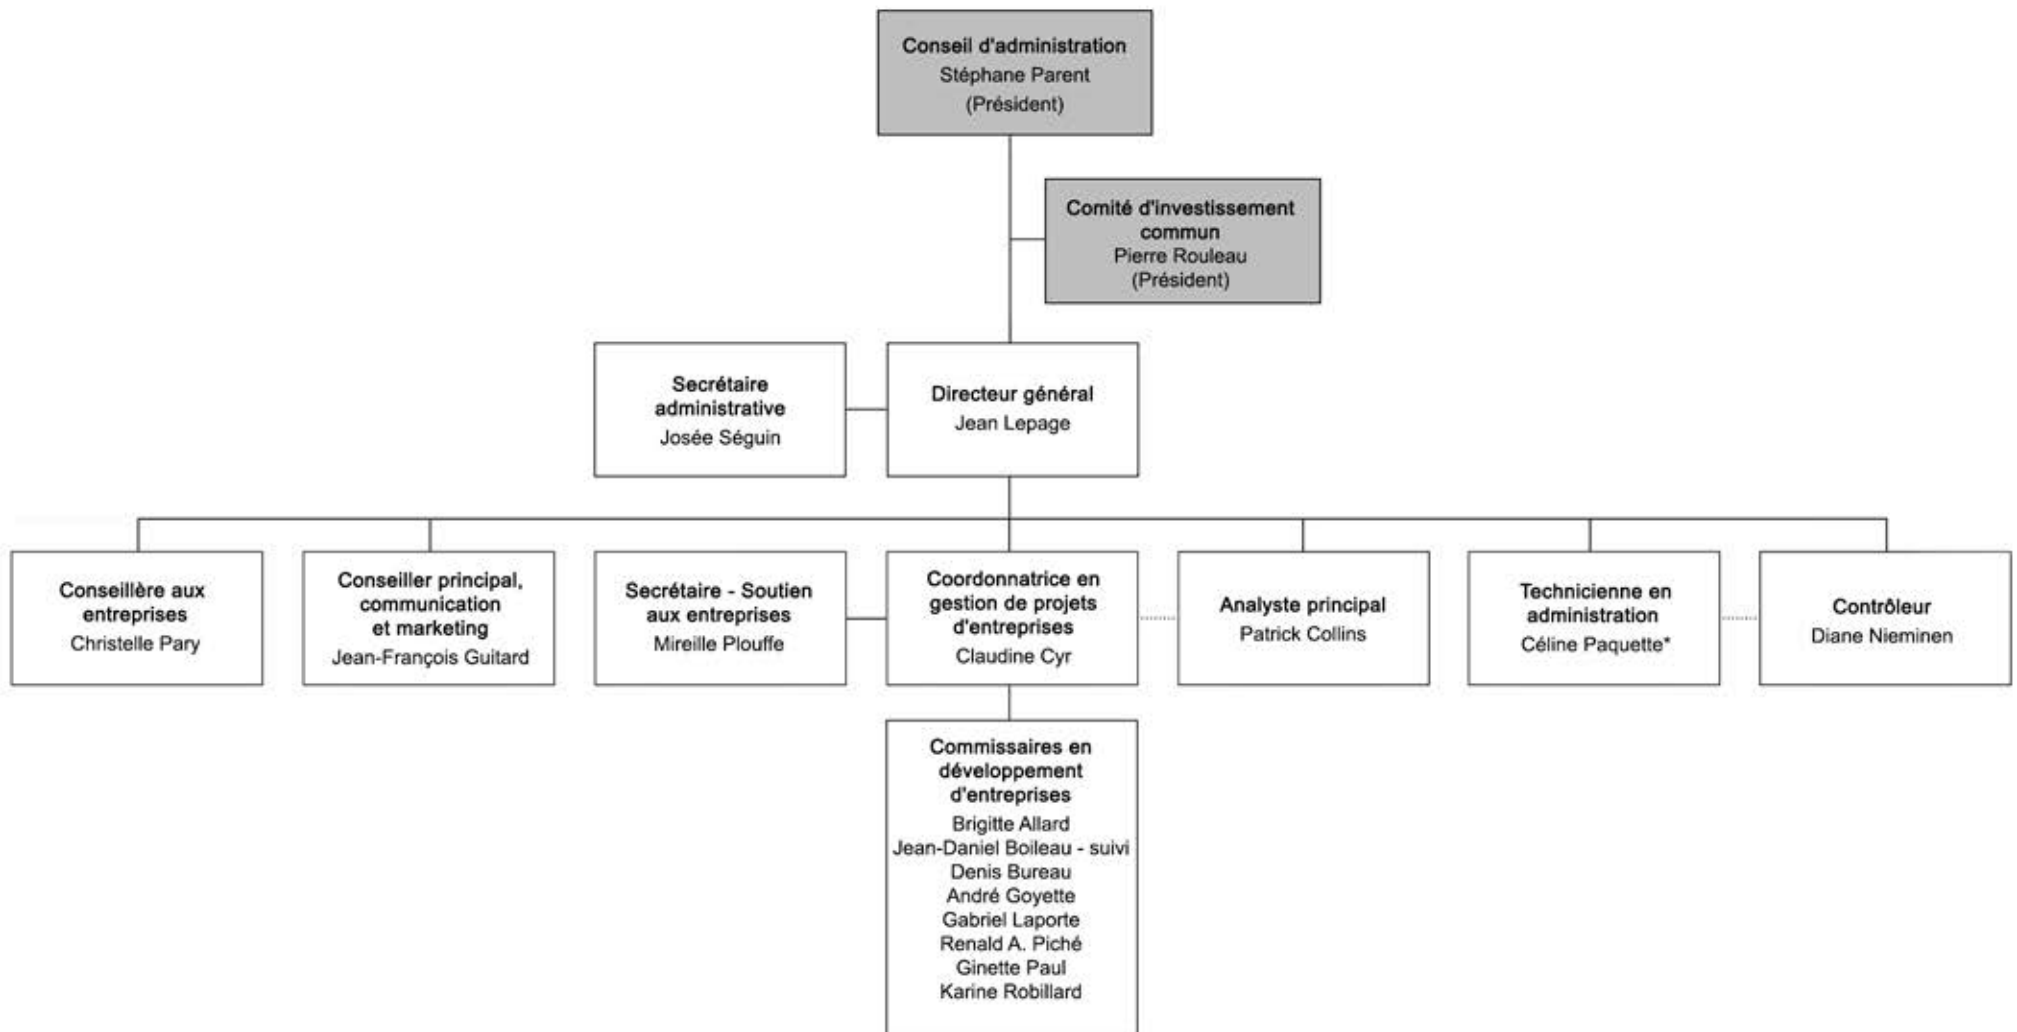 Conseil d'administration
Stéphane Parent
(Président)
Comité d'investissement
commun
Pierre Rouleau
(Président)
Secrétaire
administrative
Josée Séguin
Directeur général
Jean Lepage
Conseillère aux
entreprises
Christelle Pary
Conseiller principal,
communication
et marketing
Jean-François Guitard
Secrétaire - Soutien
aux entreprises
Mireille Plouffe
Coordonnatrice en
gestion de projets
d'entreprises
Claudine Cyr
Analyste principal
Patrick Collins
Technicienne en
administration
Céline Paquette*
Contrôleur
Diane Nieminen
Commissaires en
développement
d'entreprises
Brigitte Allard
Jean-Daniel Boileau - suivi
Denis Bureau
André Goyette
Gabriel Laporte
Renald A. Piché
Ginette Paul
Karine Robillard